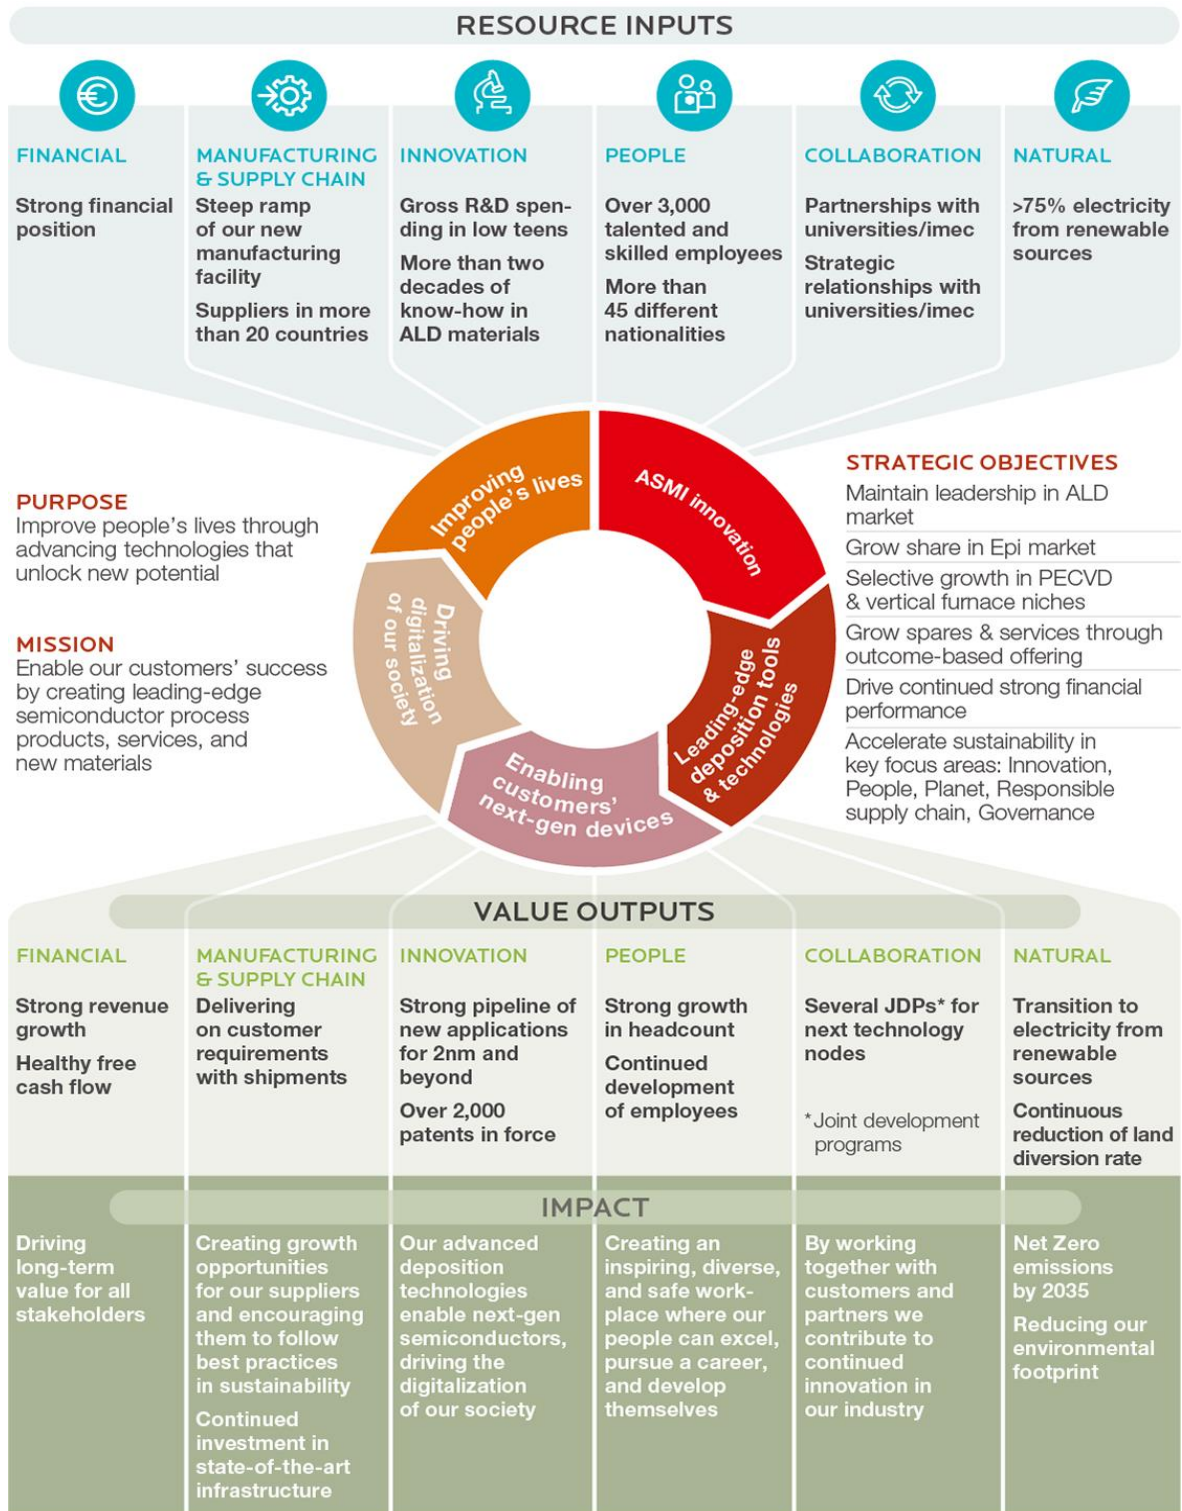 RESOURCE INPUTS
FINANCIAL
Strong financial
position
MANUFACTURING
& SUPPLY CHAIN
Steep ramp
of our new
manufacturing
facility
Suppliers in more
than 20 countries
INNOVATION
Gross R&D spen-
ding in low teens
More than two
decades of
know-how in
ALD materials
PEOPLE
Over 3,000
talented and
skilled employees
More than
45 different
nationalities
COLLABORATION
Partnerships with
universities/imec
Strategic
relationships with
universities/imec
NATURAL
>75% electricity
from renewable
sources
PURPOSE
Improve people's lives through
advancing technologies that
unlock new potential
MISSION
Enable our customers' success
by creating leading-edge
semiconductor process
products, services, and
new materials
Improving
people's lives
ASMI innovation
Leading-edge
deposition tools
& technologies
Enabling
customers'
next-gen devices
Driving
digitalization
of our society
STRATEGIC OBJECTIVES
Maintain leadership in ALD
market
Grow share in Epi market
Selective growth in PECVD
& vertical furnace niches
Grow spares & services through
outcome-based offering
Drive continued strong financial
performance
Accelerate sustainability in
key focus areas: Innovation,
People, Planet, Responsible
supply chain, Governance
VALUE OUTPUTS
FINANCIAL
Strong revenue
growth
Healthy free
cash flow
MANUFACTURING
& SUPPLY CHAIN
Delivering
on customer
requirements
with shipments
INNOVATION
Strong pipeline of
new applications
for 2nm and
beyond
Over 2,000
patents in force
PEOPLE
Strong growth
in headcount
Continued
development
of employees
COLLABORATION
Several JDPs* for
next technology
nodes
*Joint development
programs
NATURAL
Transition to
electricity from
renewable
sources
Continuous
reduction of land
diversion rate
IMPACT
Driving
long-term
value for all
stakeholders
Creating growth
opportunities
for our suppliers
and encouraging
them to follow
best practices
in sustainability
Continued
investment in
state-of-the-art
infrastructure
Our advanced
deposition
technologies
enable next-gen
semiconductors,
driving the
digitalization
of our society
Creating an
inspiring, diverse,
and safe work-
place where our
people can excel,
pursue a career,
and develop
themselves
By working
together with
customers and
partners we
contribute to
continued
innovation in
our industry
Net Zero
emissions
by 2035
Reducing our
environmental
footprint